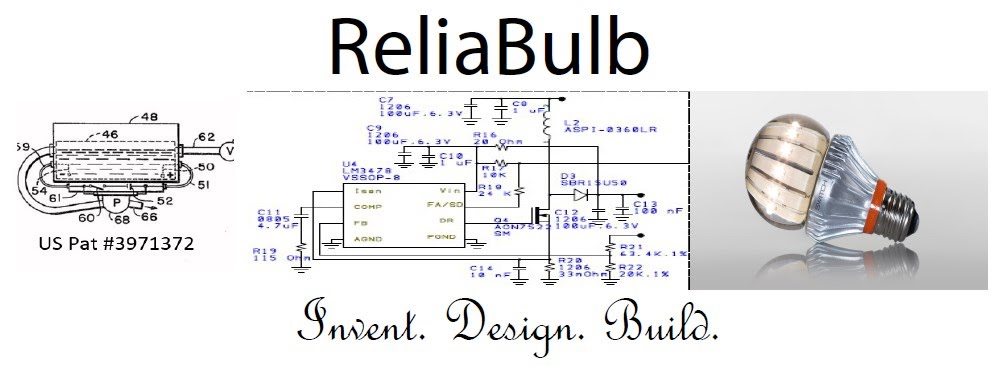 ReliaBulb
48
46
62
59
50
54
51
61
P
52
60
68
66
US Pat #3971372
C7
1206
100uF.6.3V
C8
1 uF
L2
ASPI-0360LR
C9
1206
100uF.6.3V
C10
1 uF
R16
20 Ohm
R17
10K
R18
24 K
U4
LM3478
VSSOP-8
Isen
COMP
FB
AGND
Vin
FA/SD
DR
PGND
D3
SBR15U50
Q4
AON7522
SM
C12
1206
100uF.6.3V
C13
100 nF
C11
0805
4.7uF
R19
115 Ohm
C14
10 nF
R20
1206
33mOhm
R21
63.4K.1%
R22
20K.1%
Invent. Design. Build.